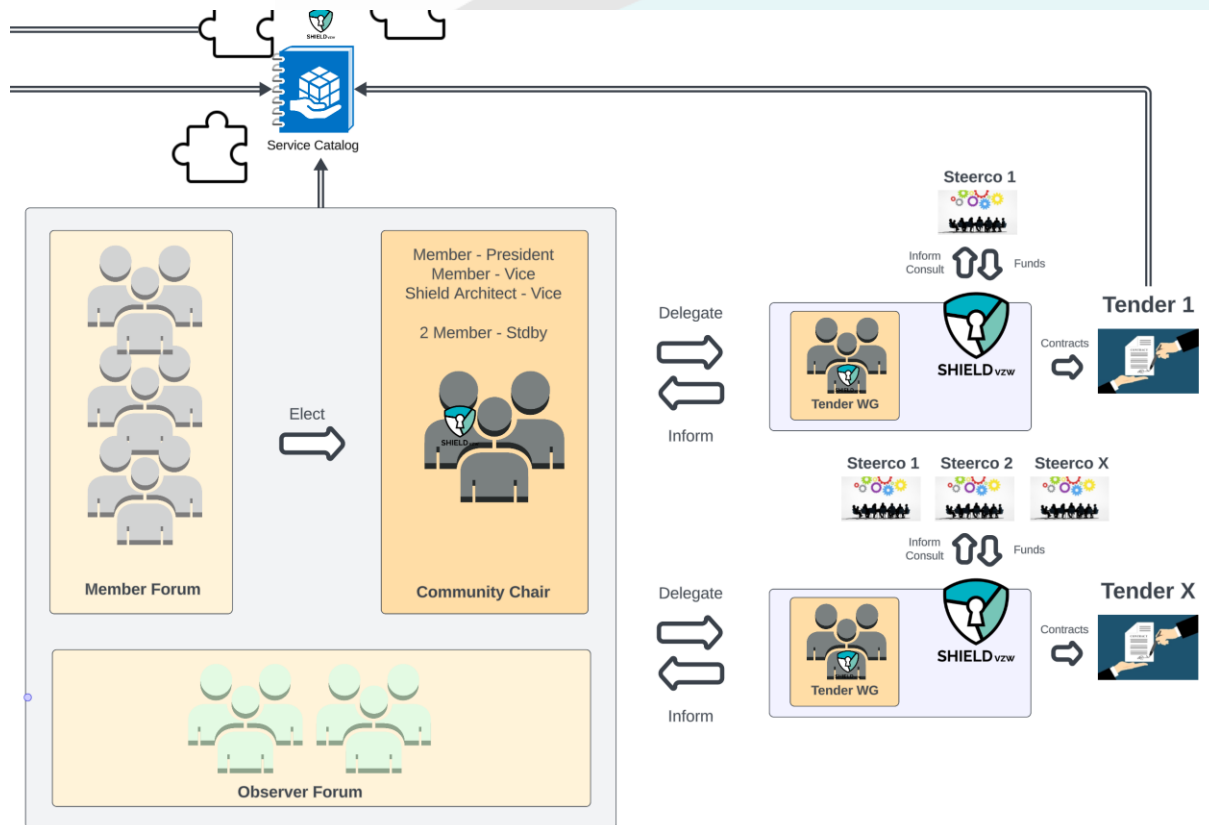 SHIELD vzw
Service Catalog
Member - President
Member - Vice
Shield Architect - Vice
2 Member - Stdby
Elect
SHIELD
Member Forum
Community Chair
Observer Forum
Delegate
Inform
Steerco 1
Inform
Consult
Funds
Tender WG
SHIELD vzw
Contracts
Tender 1
Steerco 1
Steerco 2
Steerco X
Inform
Consult
Funds
Delegate
Inform
Tender WG
SHIELD vzw
Contracts
Tender X